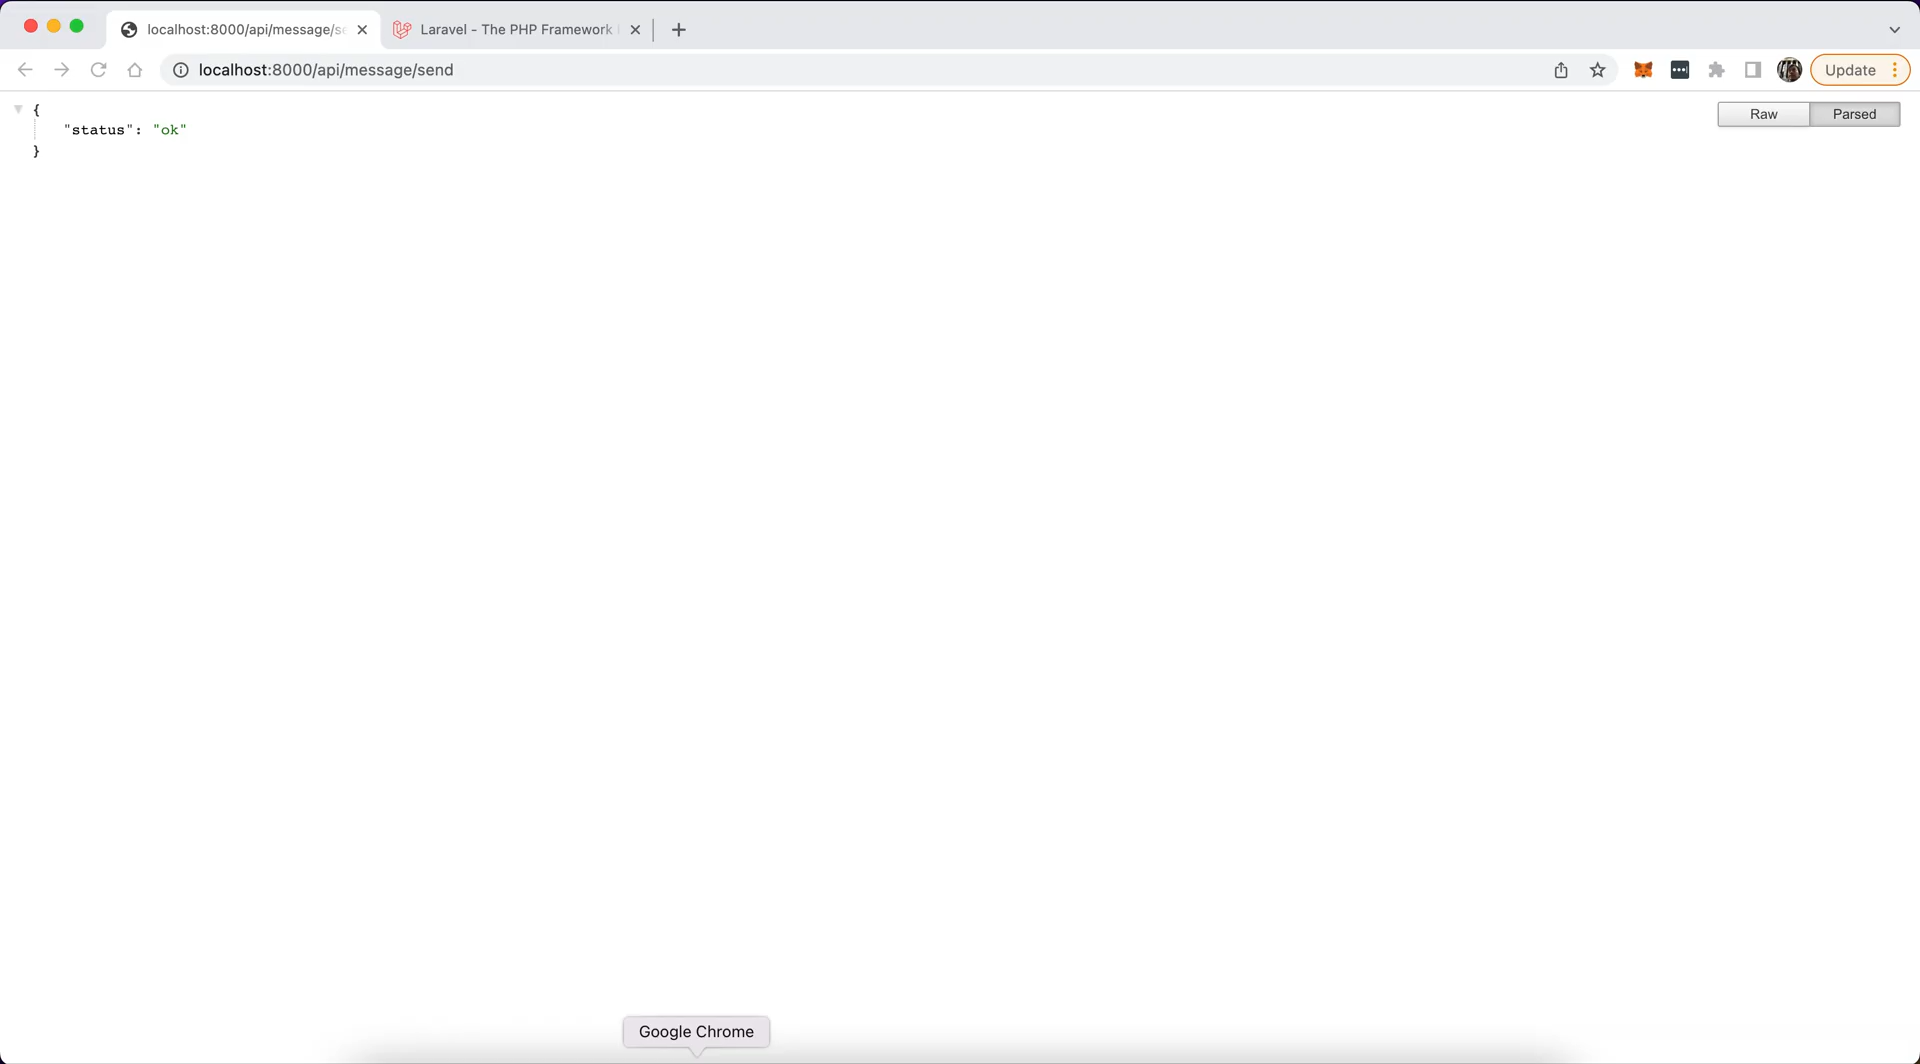 localhost:8000/api/message/se
Laravel - The PHP Framework
localhost:8000/api/message/send
Update
{
"status": "ok"
}
Raw
Parsed
Google Chrome